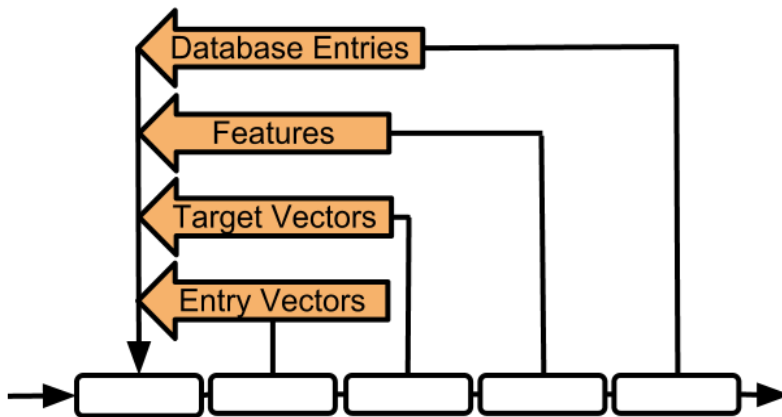 Database Entries
Features
Target Vectors
Entry Vectors